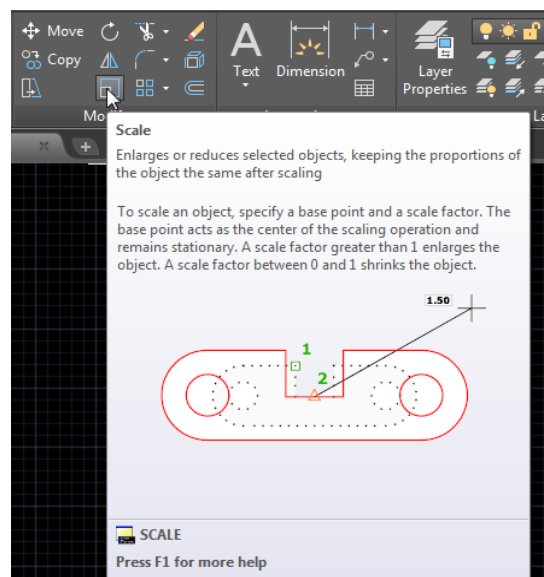 Move
Copy
Text
Dimension
Layer
Properties
Scale
Enlarges or reduces selected objects, keeping the proportions of
the object the same after scaling
To scale an object, specify a base point and a scale factor. The
base point acts as the center of the scaling operation and
remains stationary. A scale factor greater than 1 enlarges the
object. A scale factor between 0 and 1 shrinks the object.
1.50
1
2
SCALE
Press F1 for more help